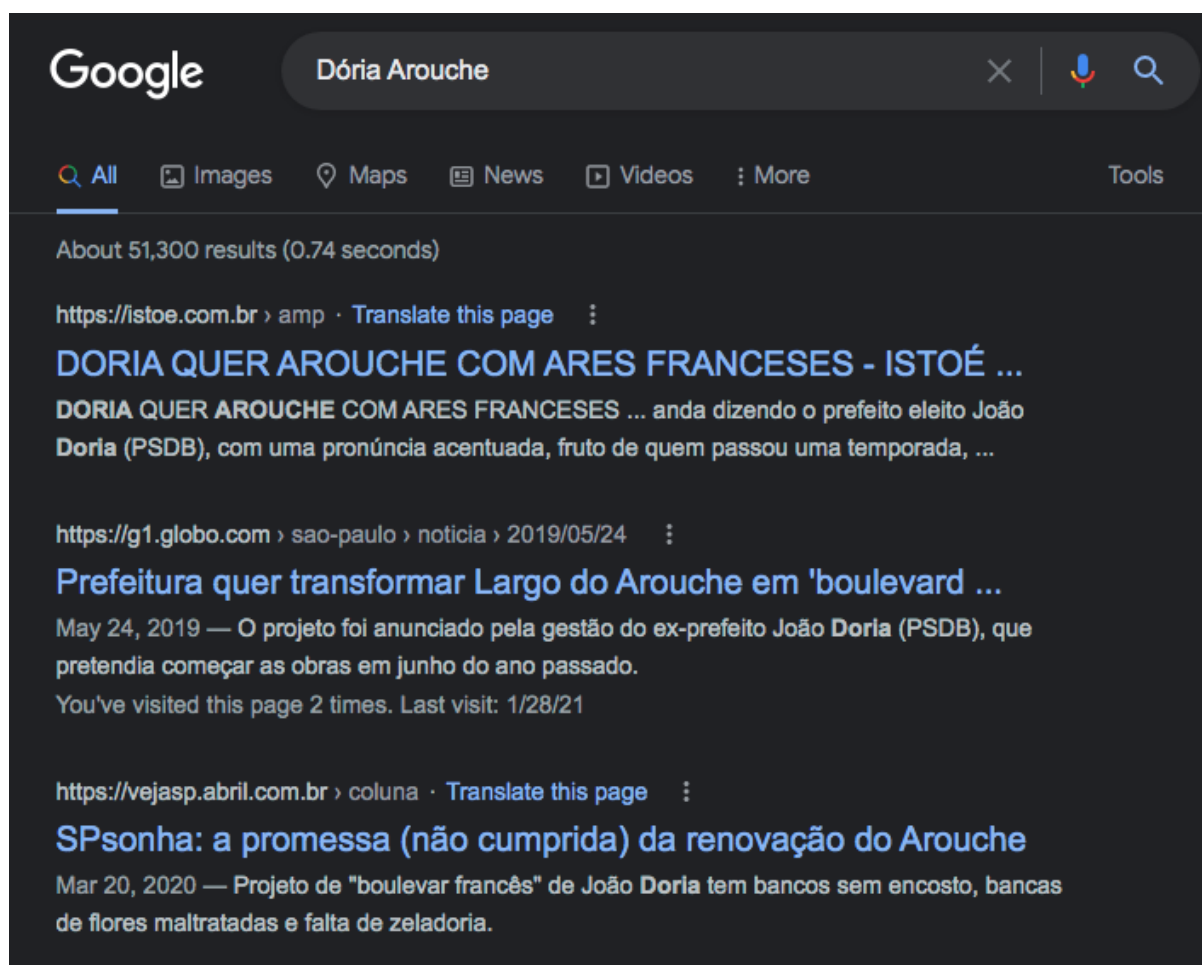 Google Dória Arouche
All Images Maps News Videos More Tools
About 51,300 results (0.74 seconds)
https://istoe.com.br › amp · Translate this page
DORIA QUER AROUCHE COM ARES FRANCESES - ISTOÉ ...
DORIA QUER AROUCHE COM ARES FRANCESES ... anda dizendo o prefeito eleito João
Doria (PSDB), com uma pronúncia acentuada, fruto de quem passou uma temporada, ...
https://g1.globo.com › sao-paulo › noticia › 2019/05/24
Prefeitura quer transformar Largo do Arouche em 'boulevard ...
May 24, 2019 — O projeto foi anunciado pela gestão do ex-prefeito João Doria (PSDB), que
pretendia começar as obras em junho do ano passado.
You've visited this page 2 times. Last visit: 1/28/21
https://vejasp.abril.com.br › coluna · Translate this page
SPsonha: a promessa (não cumprida) da renovação do Arouche
Mar 20, 2020 — Projeto de "boulevar francês" de João Doria tem bancos sem encosto, bancas
de flores maltratadas e falta de zeladoria.